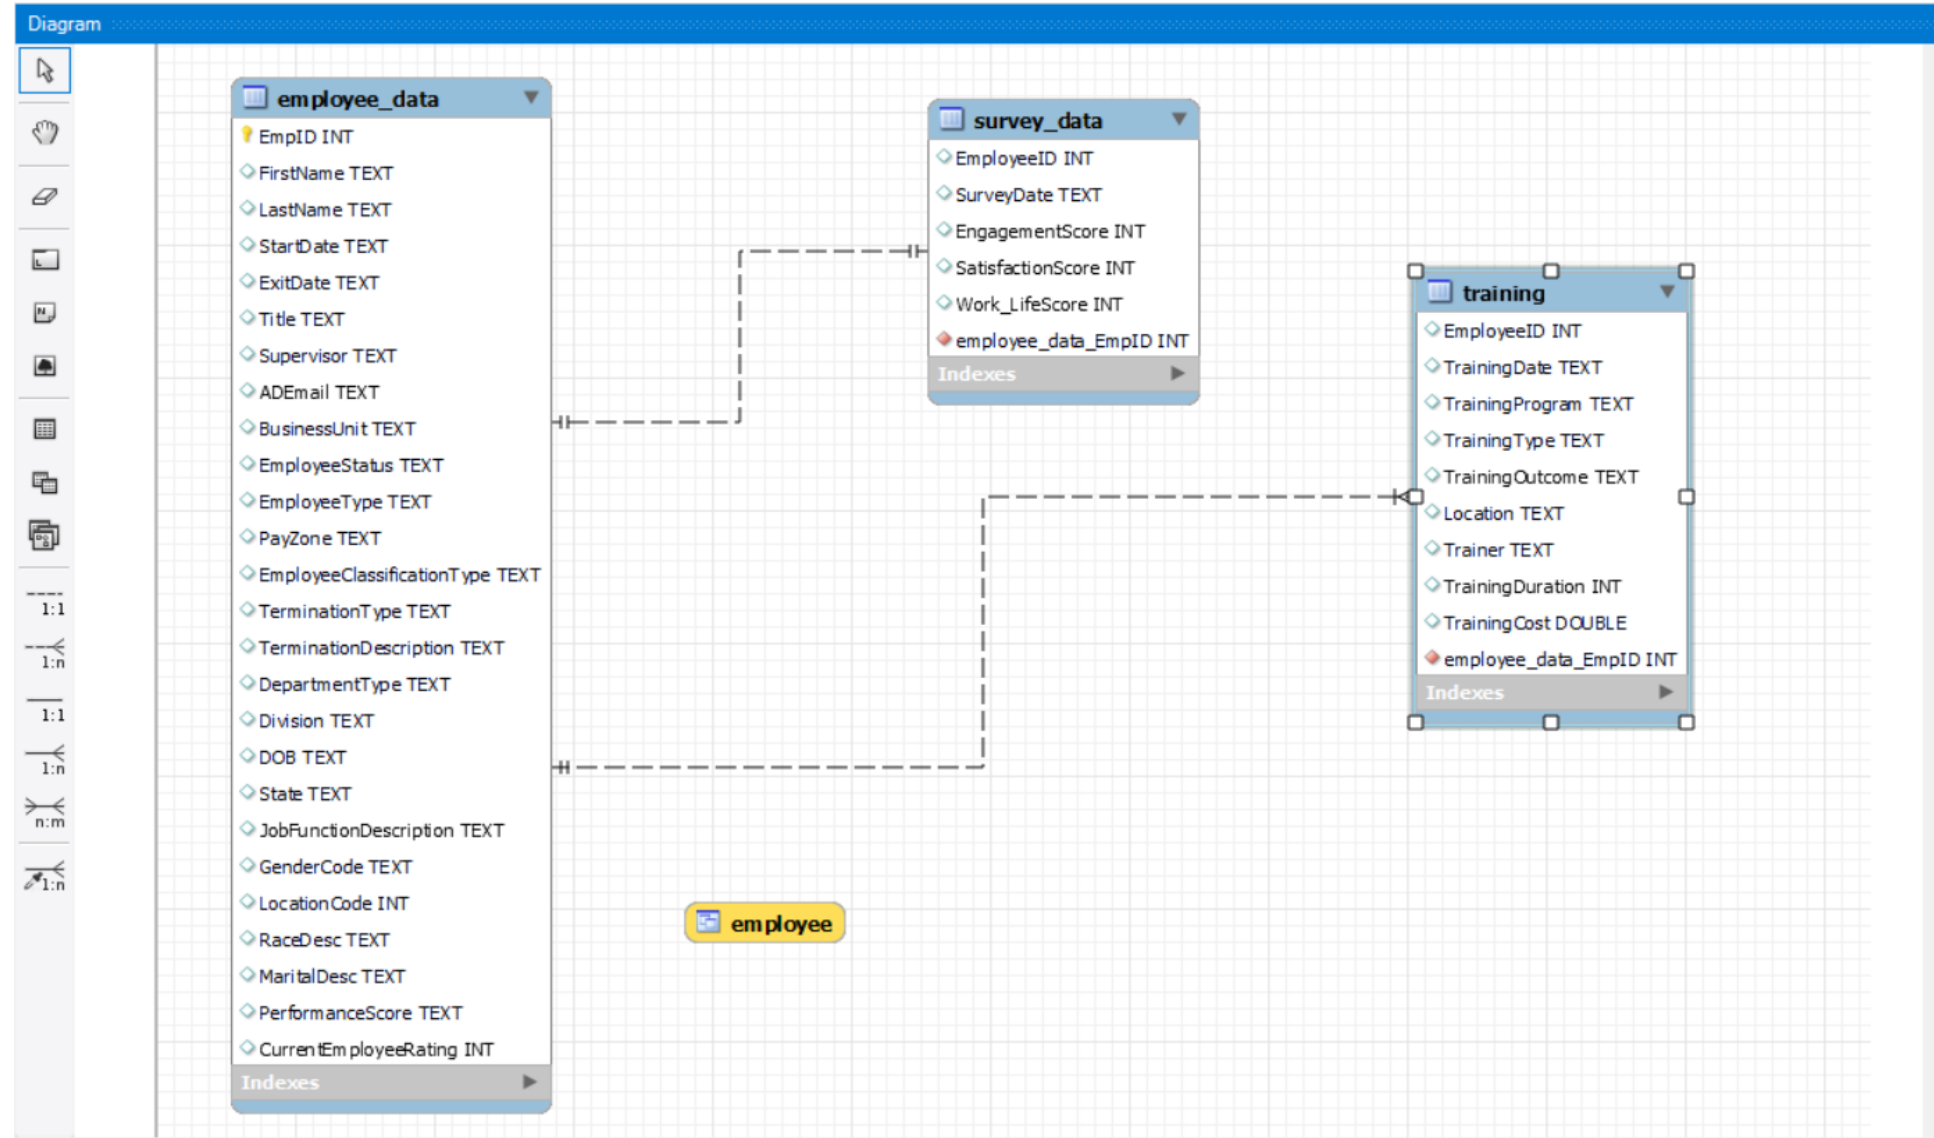 Diagram
1:1
1:n
1:1
1:n
n:m
1:n
employee_data
EmpID INT
FirstName TEXT
LastName TEXT
StartDate TEXT
ExitDate TEXT
Title TEXT
Supervisor TEXT
ADEmail TEXT
BusinessUnit TEXT
EmployeeStatus TEXT
EmployeeType TEXT
PayZone TEXT
EmployeeClassificationType TEXT
TerminationType TEXT
TerminationDescription TEXT
DepartmentType TEXT
Division TEXT
DOB TEXT
State TEXT
JobFunctionDescription TEXT
GenderCode TEXT
LocationCode INT
RaceDesc TEXT
MaritalDesc TEXT
PerformanceScore TEXT
CurrentEmployeeRating INT
Indexes
survey_data
EmployeeID INT
SurveyDate TEXT
EngagementScore INT
SatisfactionScore INT
Work_LifeScore INT
employee_data_EmpID INT
Indexes
training
EmployeeID INT
TrainingDate TEXT
TrainingProgram TEXT
TrainingType TEXT
TrainingOutcome TEXT
Location TEXT
Trainer TEXT
TrainingDuration INT
TrainingCost DOUBLE
employee_data_EmpID INT
Indexes
employee